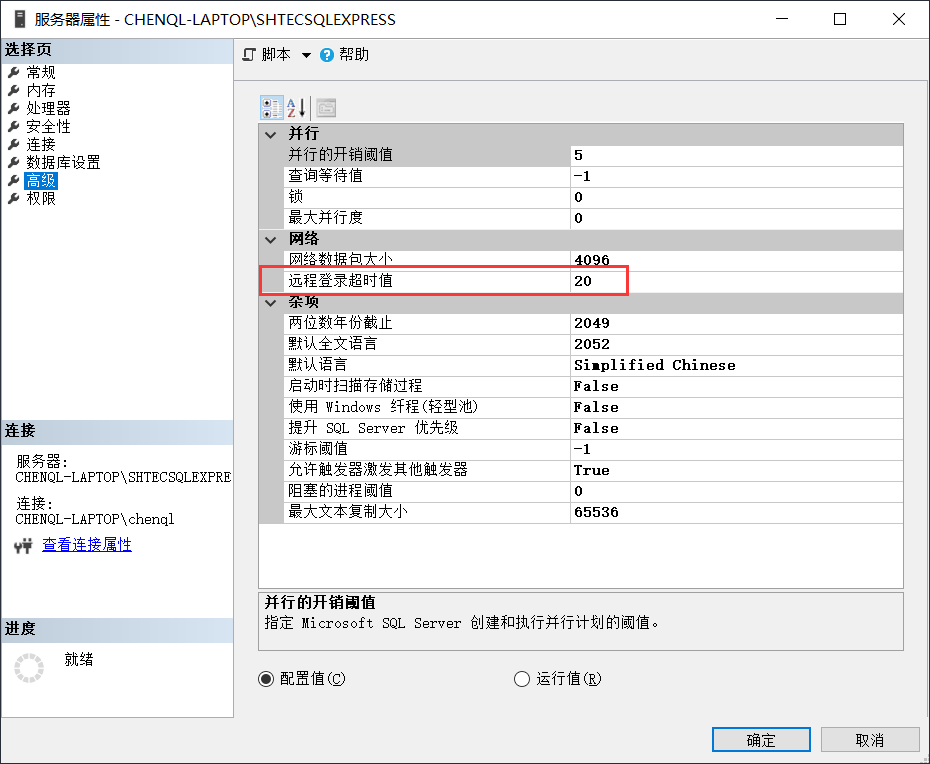 服务器属性 - CHENQL-LAPTOP\SHTECSQLEXPRESS
选择页
常规
内存
处理器
安全性
连接
数据库设置
高级
权限
连接
服务器:
CHENQL-LAPTOP\SHTECSQLEXPRE
连接:
CHENQL-LAPTOP\chenql
查看连接属性
进度
就绪
脚本 帮助
并行
并行的开销阈值 5
查询等待值 -1
锁 0
最大并行度 0
网络
网络数据包大小 4096
远程登录超时值 20
杂项
两位数年份截止 2049
默认全文语言 2052
默认语言 Simplified Chinese
启动时扫描存储过程 False
使用 Windows 纤程(轻型池) False
提升 SQL Server 优先级 False
游标阈值 -1
允许触发器激发其他触发器 True
阻塞的进程阈值 0
最大文本复制大小 65536
并行的开销阈值
指定 Microsoft SQL Server 创建和执行并行计划的阈值。
配置值(C) 运行值(R)
确定 取消